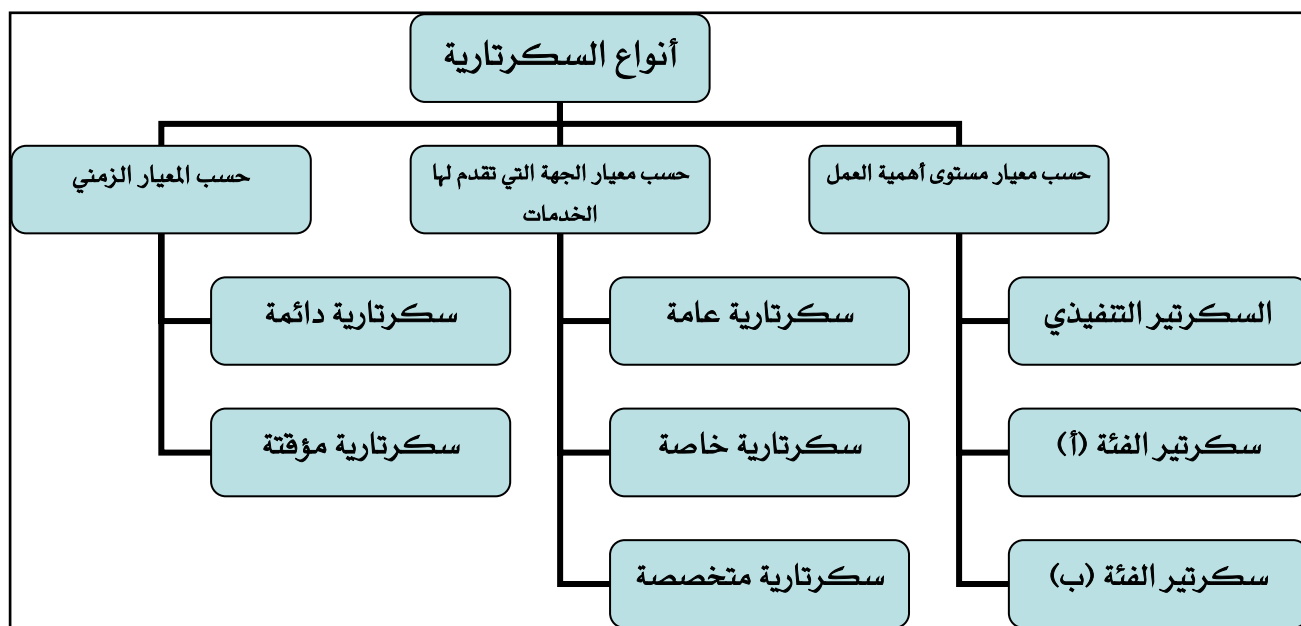 أنواع السكرتارية
حسب معيار مستوى أهمية العمل
حسب معيار الجهة التي تقدم لها
الخدمات
حسب المعيار الزمني
السكرتير التنفيذي
سكرتارية عامة
سكرتارية دائمة
سكرتير الفئة (أ)
سكرتارية خاصة
سكرتارية مؤقتة
سكرتير الفئة (ب)
سكرتارية متخصصة